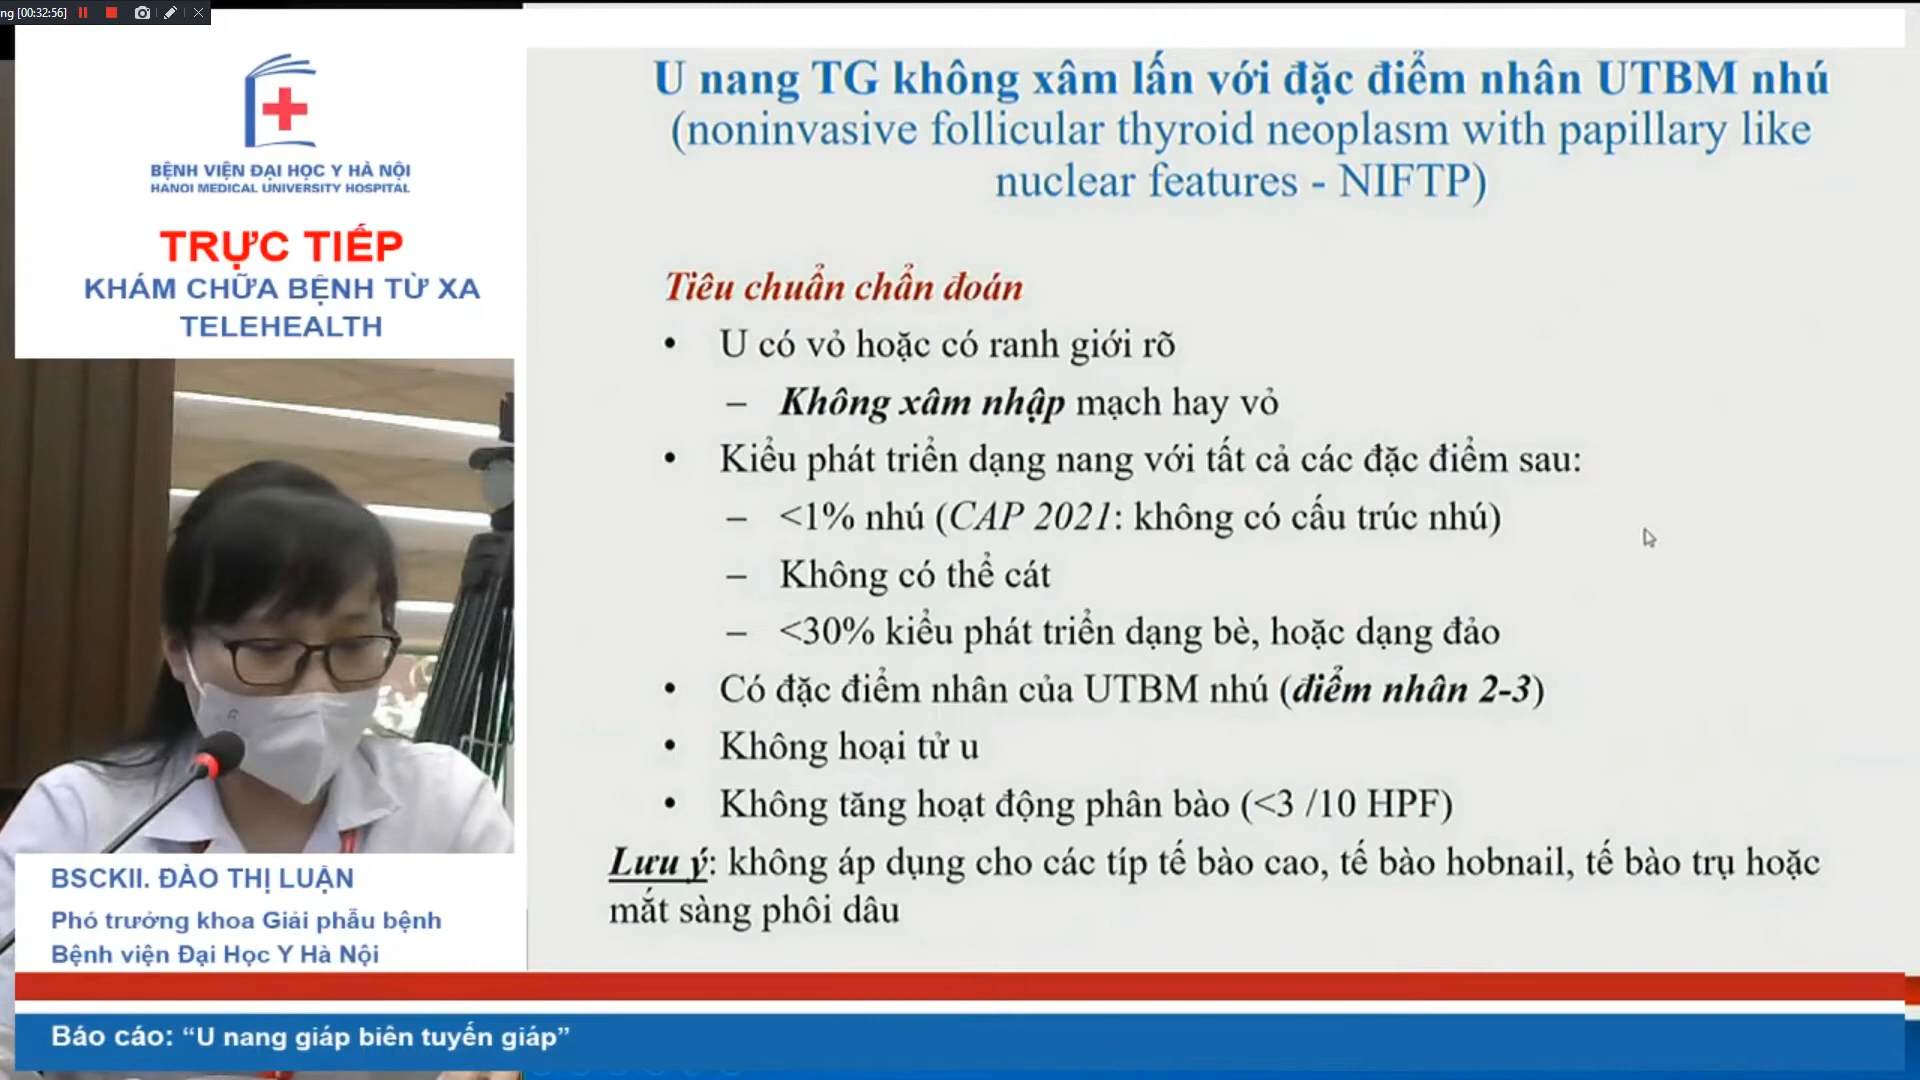 ng [00:32:56]
BỆNH VIỆN ĐẠI HỌC Y HÀ NỘI
HANOI MEDICAL UNIVERSITY HOSPITAL
TRỰC TIẾP
KHÁM CHỮA BỆNH TỪ XA
TELEHEALTH
U nang TG không xâm lấn với đặc điểm nhân UTBM nhú
(noninvasive follicular thyroid neoplasm with papillary like
nuclear features - NIFTP)
Tiêu chuẩn chẩn đoán
• U có vỏ hoặc có ranh giới rõ
– Không xâm nhập mạch hay vỏ
• Kiểu phát triển dạng nang với tất cả các đặc điểm sau:
– <1% nhú (CAP 2021: không có cấu trúc nhú)
– Không có thể cát
– <30% kiểu phát triển dạng bè, hoặc dạng đảo
• Có đặc điểm nhân của UTBM nhú (điểm nhân 2-3)
• Không hoại tử u
• Không tăng hoạt động phân bào (<3 /10 HPF)
Lưu ý: không áp dụng cho các típ tế bào cao, tế bào hobnail, tế bào trụ hoặc
mắt sàng phôi dâu
BSCKII. ĐÀO THỊ LUẬN
Phó trưởng khoa Giải phẫu bệnh
Bệnh viện Đại Học Y Hà Nội
Báo cáo: “U nang giáp biên tuyến giáp”